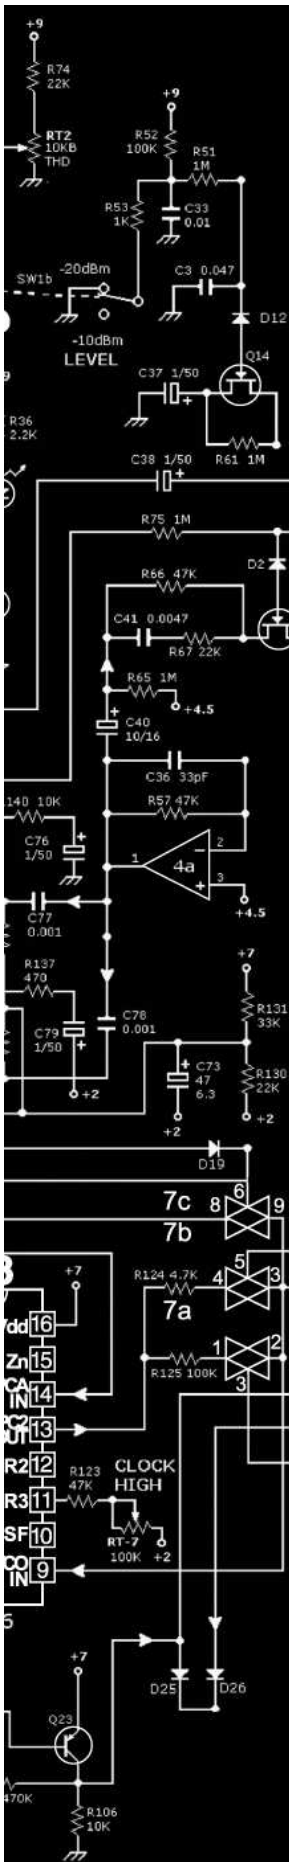 +9
R74
22K
+9
RT2
10KB
THD
R52
100K
R51
1M
R53
1K
C33
0.01
-20dBm
C3 0.047
SW1b
D12
-10dBm
LEVEL
Q14
C37 1/50
+
R36
2.2K
R61 1M
C38 1/50
+
R75 1M
D2
R66 47K
C41 0.0047
R67 22K
R65 1M
+4.5
+
C40
10/16
C36 33pF
R57 47K
140 10K
C76
1/50
+
1
4a
-
2
+
3
+4.5
C77
0.001
+7
R137
470
R131
33K
C78
0.001
C79
1/50
+
+
C73
47
6.3
R130
22K
+2
+2
+2
D19
6
7c
8
9
7b
5
R124 4.7K
4
3
7a
+7
1
2
R125 100K
3
Vdd
16
Zn
15
CA
IN
14
PC2
OUT
13
R2
12
R3
11
R123
47K
CLOCK
HIGH
SF
10
RT-7
100K
+2
CO
IN
9
+7
D25
D26
Q23
470K
R106
10K